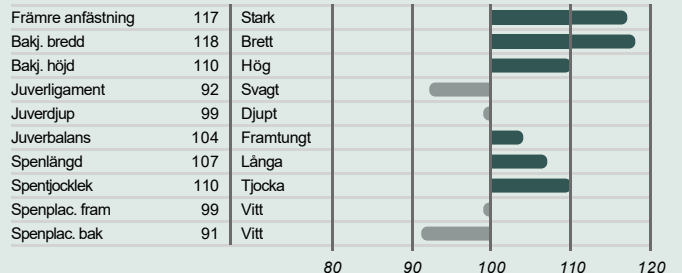 Främre anfästning 117 Stark
Bakj. bredd 118 Brett
Bakj. höjd 110 Hög
Juverligament 92 Svagt
Juverdjup 99 Djupt
Juverbalans 104 Framtungt
Spenlängd 107 Långa
Spentjocklek 110 Tjocka
Spenplac. fram 99 Vitt
Spenplac. bak 91 Vitt
80 90 100 110 120